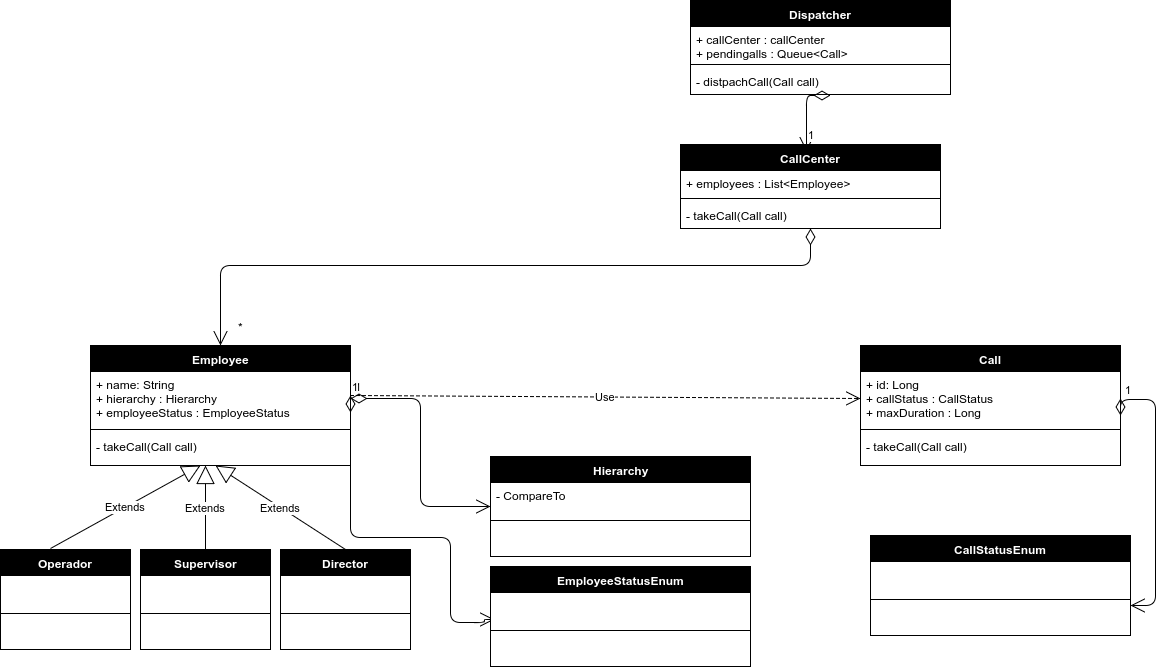 Dispatcher
+ callCenter : callCenter
+ pendingalls : Queue<Call>
- distpachCall(Call call)
1
CallCenter
+ employees : List<Employee>
- takeCall(Call call)
*
Employee
+ name: String
+ hierarchy : Hierarchy
+ employeeStatus : EmployeeStatus
- takeCall(Call call)
1
Use
Call
+ id: Long
+ callStatus : CallStatus
+ maxDuration : Long
- takeCall(Call call)
1
Extends
Extends
Extends
Hierarchy
- CompareTo
Operador
Supervisor
Director
EmployeeStatusEnum
CallStatusEnum